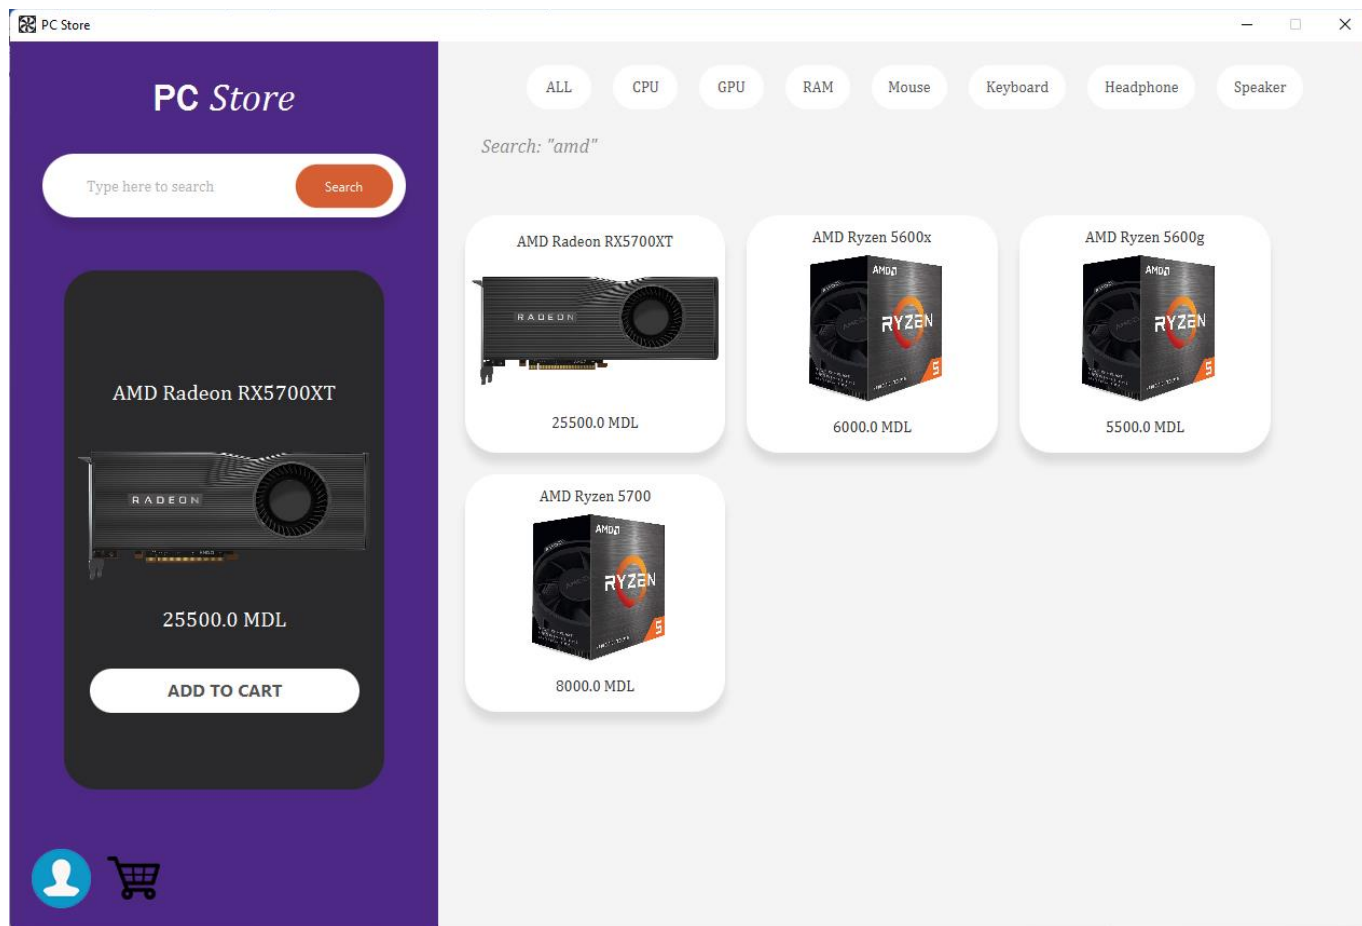 PC Store
PC Store
Type here to search
Search
AMD Radeon RX5700XT
RADEON
25500.0 MDL
ADD TO CART
ALL
CPU
GPU
RAM
Mouse
Keyboard
Headphone
Speaker
Search: "amd"
AMD Radeon RX5700XT
RADEON
25500.0 MDL
AMD Ryzen 5600x
AMD
RYZEN
5
6000.0 MDL
AMD Ryzen 5600g
AMD
RYZEN
5
5500.0 MDL
AMD Ryzen 5700
AMD
RYZEN
5
8000.0 MDL